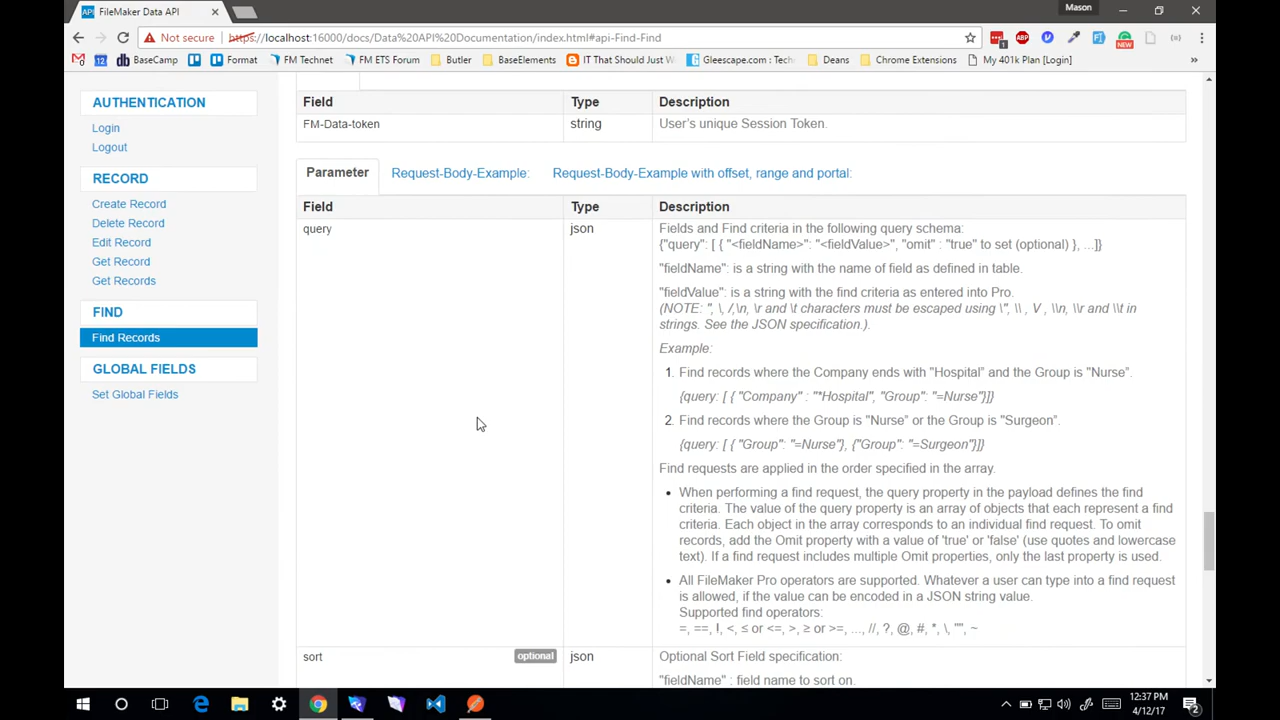 FileMaker Data API
Mason
Not secure
https://localhost:16000/docs/Data%20API%20Documentation/index.html#api-Find-Find
BaseCamp
Format
FM Technet
FM ETS Forum
Butler
BaseElements
IT That Should Just W
Gleescape.com : Tech
Deans
Chrome Extensions
My 401k Plan [Login]
AUTHENTICATION
Login
Logout
RECORD
Create Record
Delete Record
Edit Record
Get Record
Get Records
FIND
Find Records
GLOBAL FIELDS
Set Global Fields
Field Type Description
FM-Data-token string User's unique Session Token.
Parameter Request-Body-Example: Request-Body-Example with offset, range and portal:
Field Type Description
query json Fields and Find criteria in the following query schema:
{"query": [ { "<fieldName>": "<fieldValue>", "omit" : "true" to set (optional) }, ...]}
"fieldName": is a string with the name of field as defined in table.
"fieldValue": is a string with the find criteria as entered into Pro.
(NOTE: ", \, /,\n, \r and \t characters must be escaped using \", \\ , V , \\n, \\r and \\t in
strings. See the JSON specification.).
Example:
1. Find records where the Company ends with "Hospital" and the Group is "Nurse".
{query: [ { "Company" : "*Hospital", "Group": "=Nurse"}]}
2. Find records where the Group is "Nurse" or the Group is "Surgeon".
{query: [ { "Group": "=Nurse"}, {"Group": "=Surgeon"}]}
Find requests are applied in the order specified in the array.
• When performing a find request, the query property in the payload defines the find
criteria. The value of the query property is an array of objects that each represent a find
criteria. Each object in the array corresponds to an individual find request. To omit
records, add the Omit property with a value of 'true' or 'false' (use quotes and lowercase
text). If a find request includes multiple Omit properties, only the last property is used.
• All FileMaker Pro operators are supported. Whatever a user can type into a find request
is allowed, if the value can be encoded in a JSON string value.
Supported find operators:
=, ==, !, <, ≤ or <=, >, ≥ or >=, ..., //, ?, @, #, *, \, "", ~
sort optional json Optional Sort Field specification:
"fieldName" : field name to sort on.
12:37 PM
4/12/17